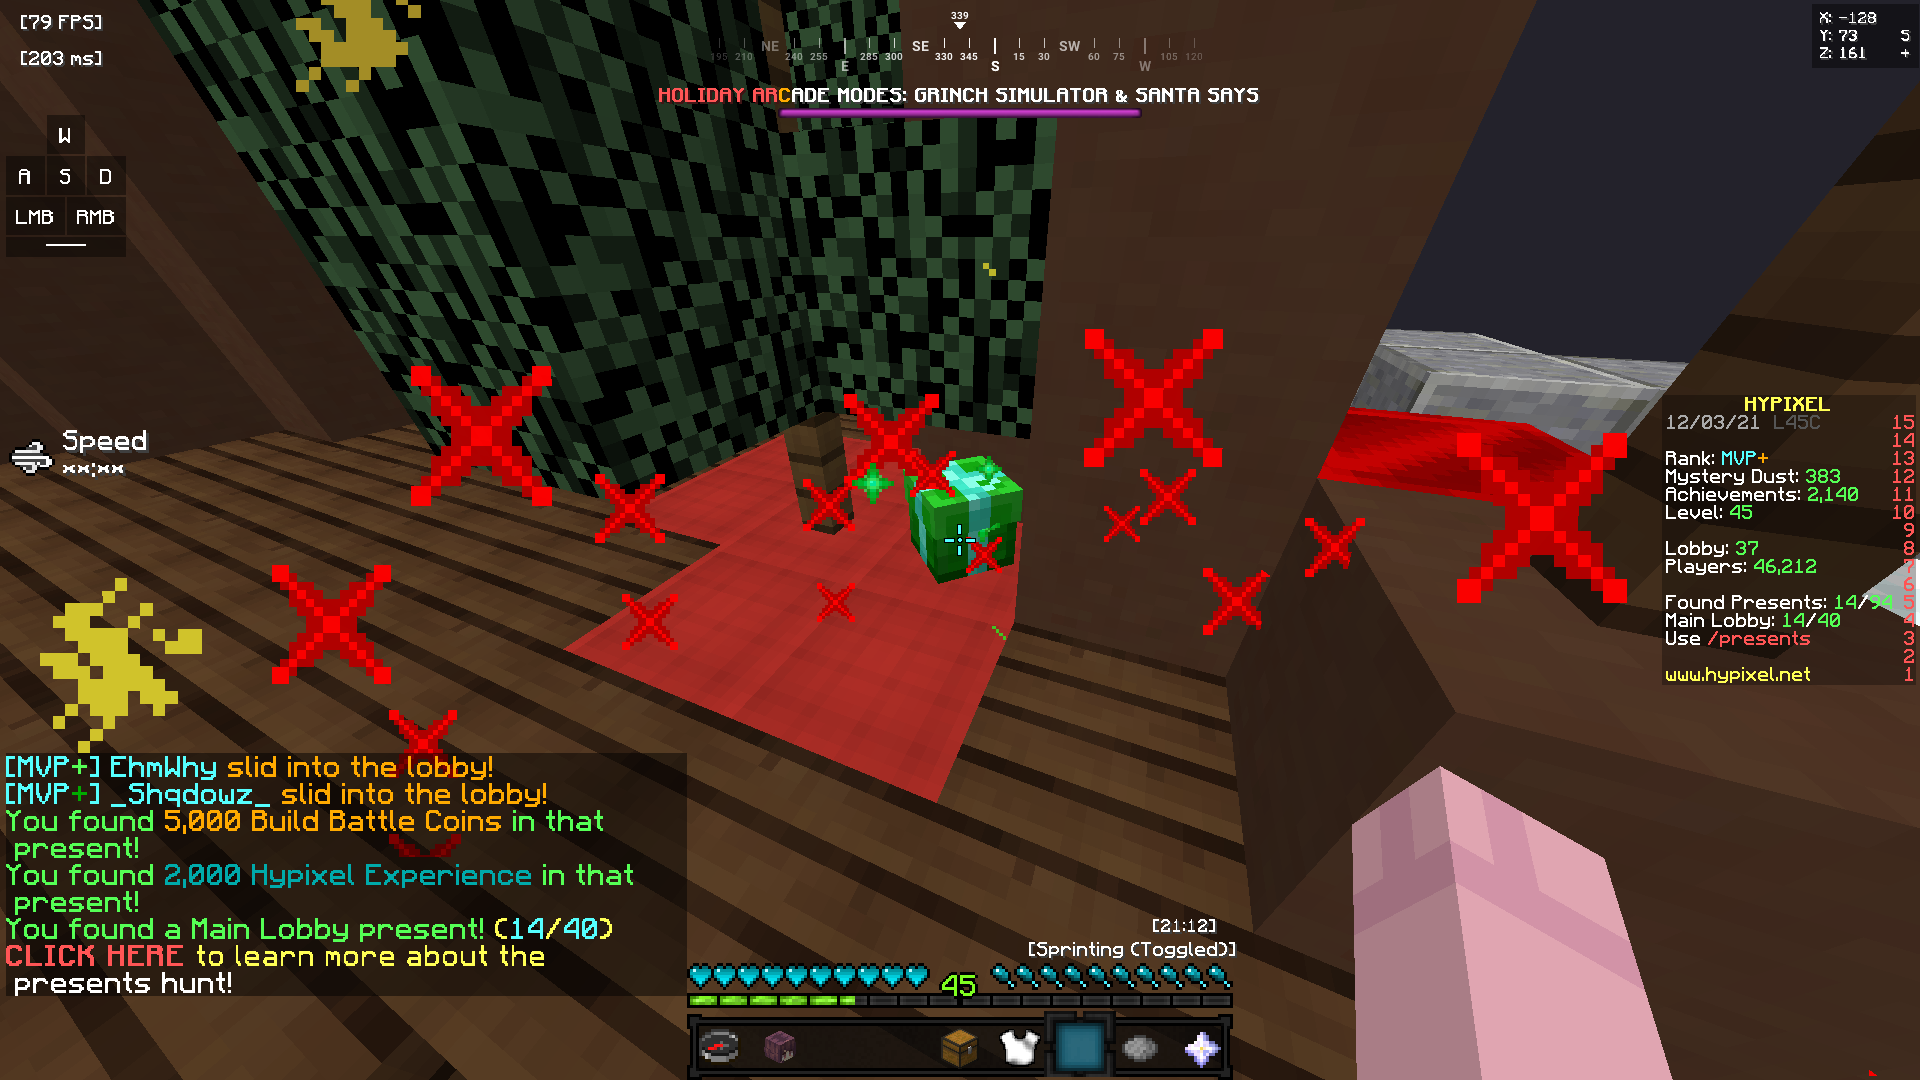 [79 FPS]
[203 ms]
W
A S D
LMB RMB
339
NE SE SW
195 210 240 255 E 285 300 330 345 S 15 30 60 75 W 105 120
HOLIDAY ARCADE MODES: GRINCH SIMULATOR & SANTA SAYS
X: -128
Y: 73 S
Z: 161 +
Speed
**:**
HYPIXEL
12/03/21 L45C 15
14
Rank: MVP+ 13
Mystery Dust: 383 12
Achievements: 2,140 11
Level: 45 10
9
Lobby: 37 8
Players: 46,212 7
6
Found Presents: 14/94 5
Main Lobby: 14/40 4
Use /presents 3
2
www.hypixel.net 1
[MVP+] EhmWhy slid into the lobby!
[MVP+] _Shqdowz_ slid into the lobby!
You found 5,000 Build Battle Coins in that
present!
You found 2,000 Hypixel Experience in that
present!
You found a Main Lobby present! (14/40)
CLICK HERE to learn more about the
presents hunt!
[21:12]
[Sprinting (Toggled)]
45